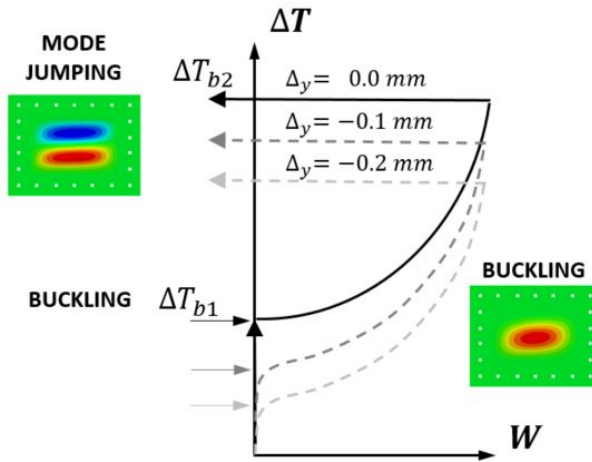 ΔT
MODE
JUMPING
ΔT_b2
Δ_y = 0.0 mm
Δ_y = −0.1 mm
Δ_y = −0.2 mm
BUCKLING
BUCKLING
ΔT_b1
W